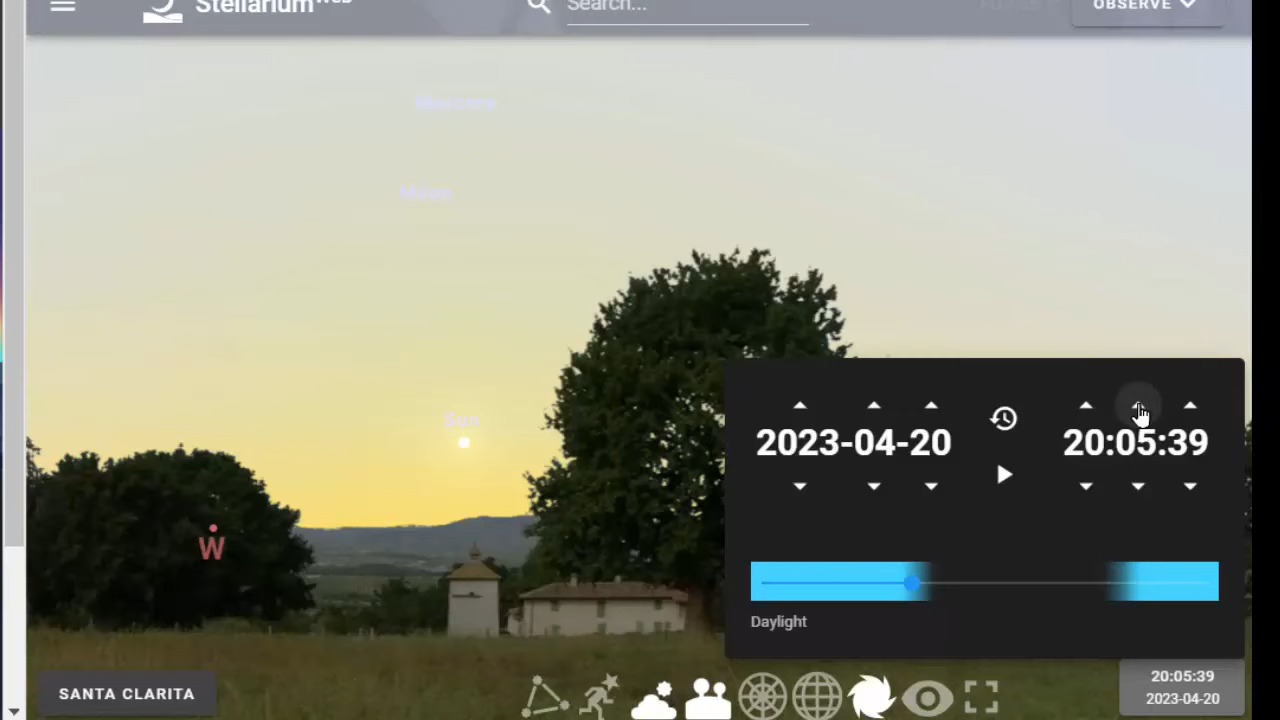 Stellarium Web
Search...
OBSERVE
Mercury
Moon
Sun
2023-04-20
20:05:39
W
Daylight
SANTA CLARITA
20:05:39
2023-04-20